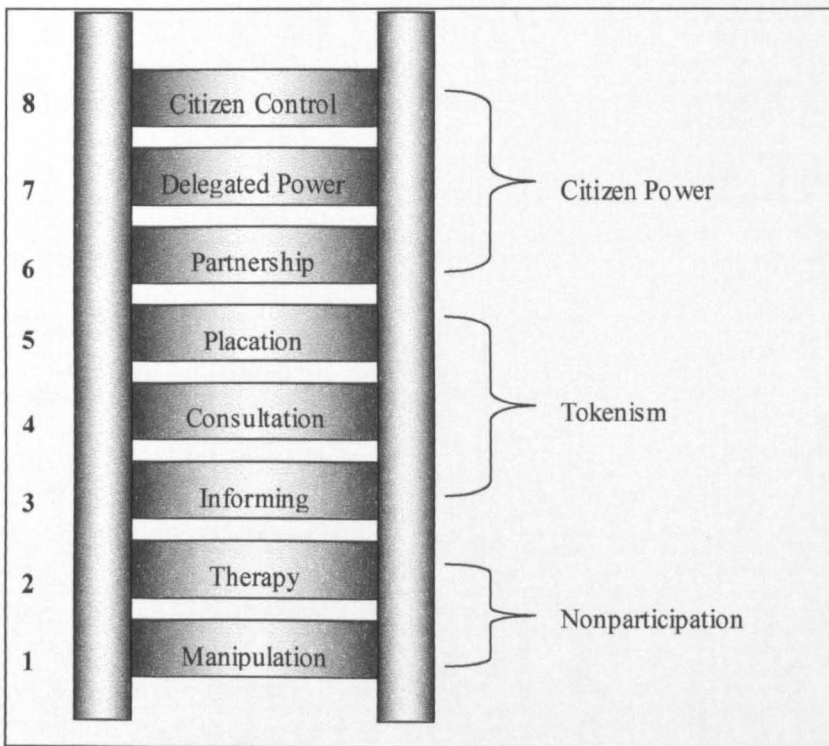 8 Citizen Control
7 Delegated Power
Citizen Power
6 Partnership
5 Placation
4 Consultation
Tokenism
3 Informing
2 Therapy
Nonparticipation
1 Manipulation